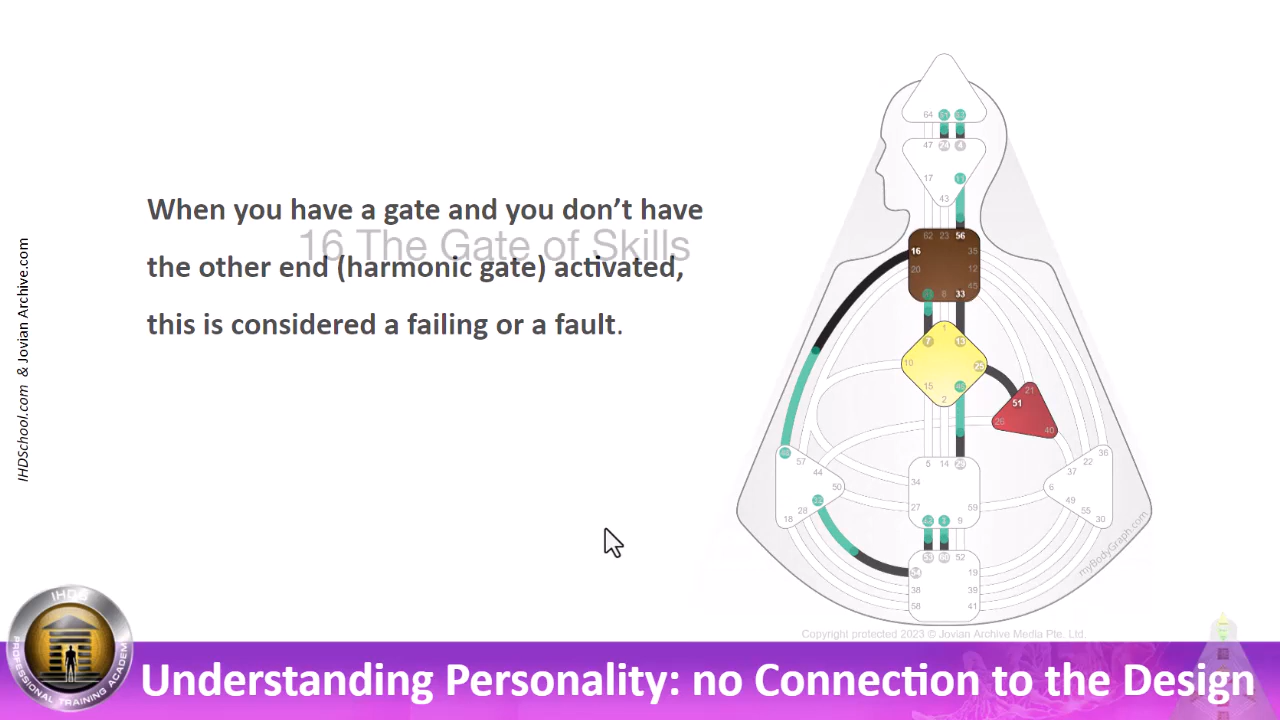 When you have a gate and you don't have
16 The Gate of Skills
the other end (harmonic gate) activated,
this is considered a failing or a fault.
IHDSchool.com & Jovian Archive.com
64
47 24 4
17 11
43
62 23 56
16 35
20 12
45
8 33
1
7 13
10 25
15 46
2
21
51
26 40
48 57
44
50
32
28
18
5 14 29
34
27 59
42 3 9
36
22
37
6
49
55
30
53 60 52
54 19
38 39
58 41
myBodyGraph.com
Copyright protected 2023 © Jovian Archive Media Pte. Ltd.
IHDS
PROFESSIONAL TRAINING ACADEMY
Understanding Personality: no Connection to the Design